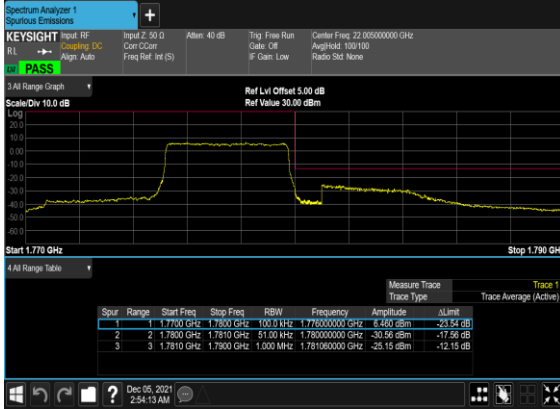 Spectrum Analyzer 1
Spurious Emissions
+
KEYSIGHT
RL
Input: RF
Coupling: DC
Align: Auto
Input Z: 50 Ω
Corr CCorr
Freq Ref: Int (S)
Atten: 40 dB
Trig: Free Run
Gate: Off
IF Gain: Low
Center Freq: 22.005000000 GHz
Avg|Hold: 100/100
Radio Std: None
PASS
3 All Range Graph
Ref Lvl Offset 5.00 dB
Scale/Div 10.0 dB
Ref Value 30.00 dBm
Log
20.0
10.0
0.00
-10.0
-20.0
-30.0
-40.0
-50.0
-60.0
Start 1.770 GHz
Stop 1.790 GH
4 All Range Table
Measure Trace Trace 1
Trace Type Trace Average (Active)
Spur Range Start Freq Stop Freq RBW Frequency Amplitude ΔLimit
1 1 1.7700 GHz 1.7800 GHz 100.0 kHz 1.776000000 GHz 6.460 dBm -23.54 dB
2 2 1.7800 GHz 1.7810 GHz 51.00 kHz 1.780000000 GHz -30.56 dBm -17.56 dB
3 3 1.7810 GHz 1.7900 GHz 1.000 MHz 1.781060000 GHz -25.15 dBm -12.15 dB
?
Dec 05, 2021
2:54:13 AM